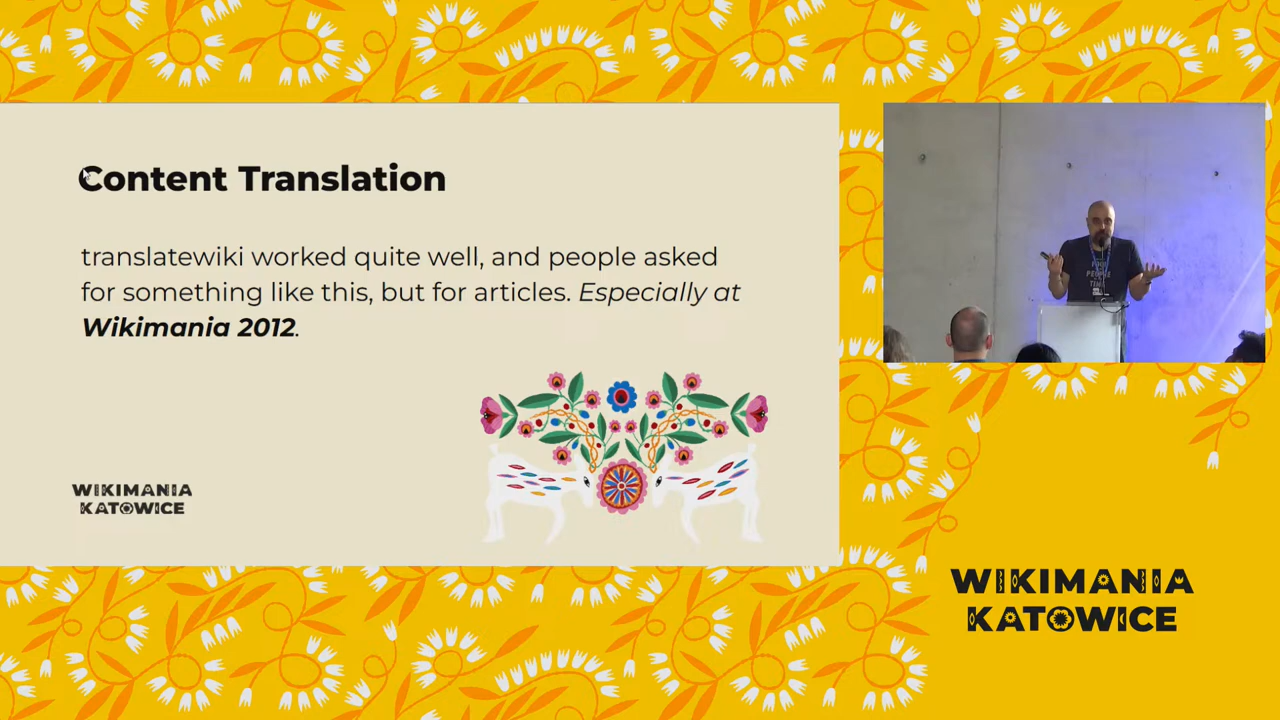 Content Translation
translatewiki worked quite well, and people asked
for something like this, but for articles. Especially at
Wikimania 2012.
WIKIMANIA
KATOWICE
WIKIMANIA
KATOWICE